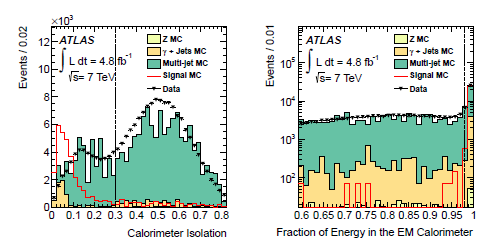 ×10³
Events / 0.02
12
10
8
6
4
2
0
ATLAS
∫ L dt = 4.8 fb⁻¹
√s= 7 TeV
Z MC
γ + Jets MC
Multi-jet MC
Signal MC
Data
0 0.1 0.2 0.3 0.4 0.5 0.6 0.7 0.8
Calorimeter Isolation
Events / 0.01
10⁵
10⁴
10³
10²
ATLAS
∫ L dt = 4.8 fb⁻¹
√s= 7 TeV
Z MC
γ + Jets MC
Multi-jet MC
Signal MC
Data
0.6 0.65 0.7 0.75 0.8 0.85 0.9 0.95 1
Fraction of Energy in the EM Calorimeter